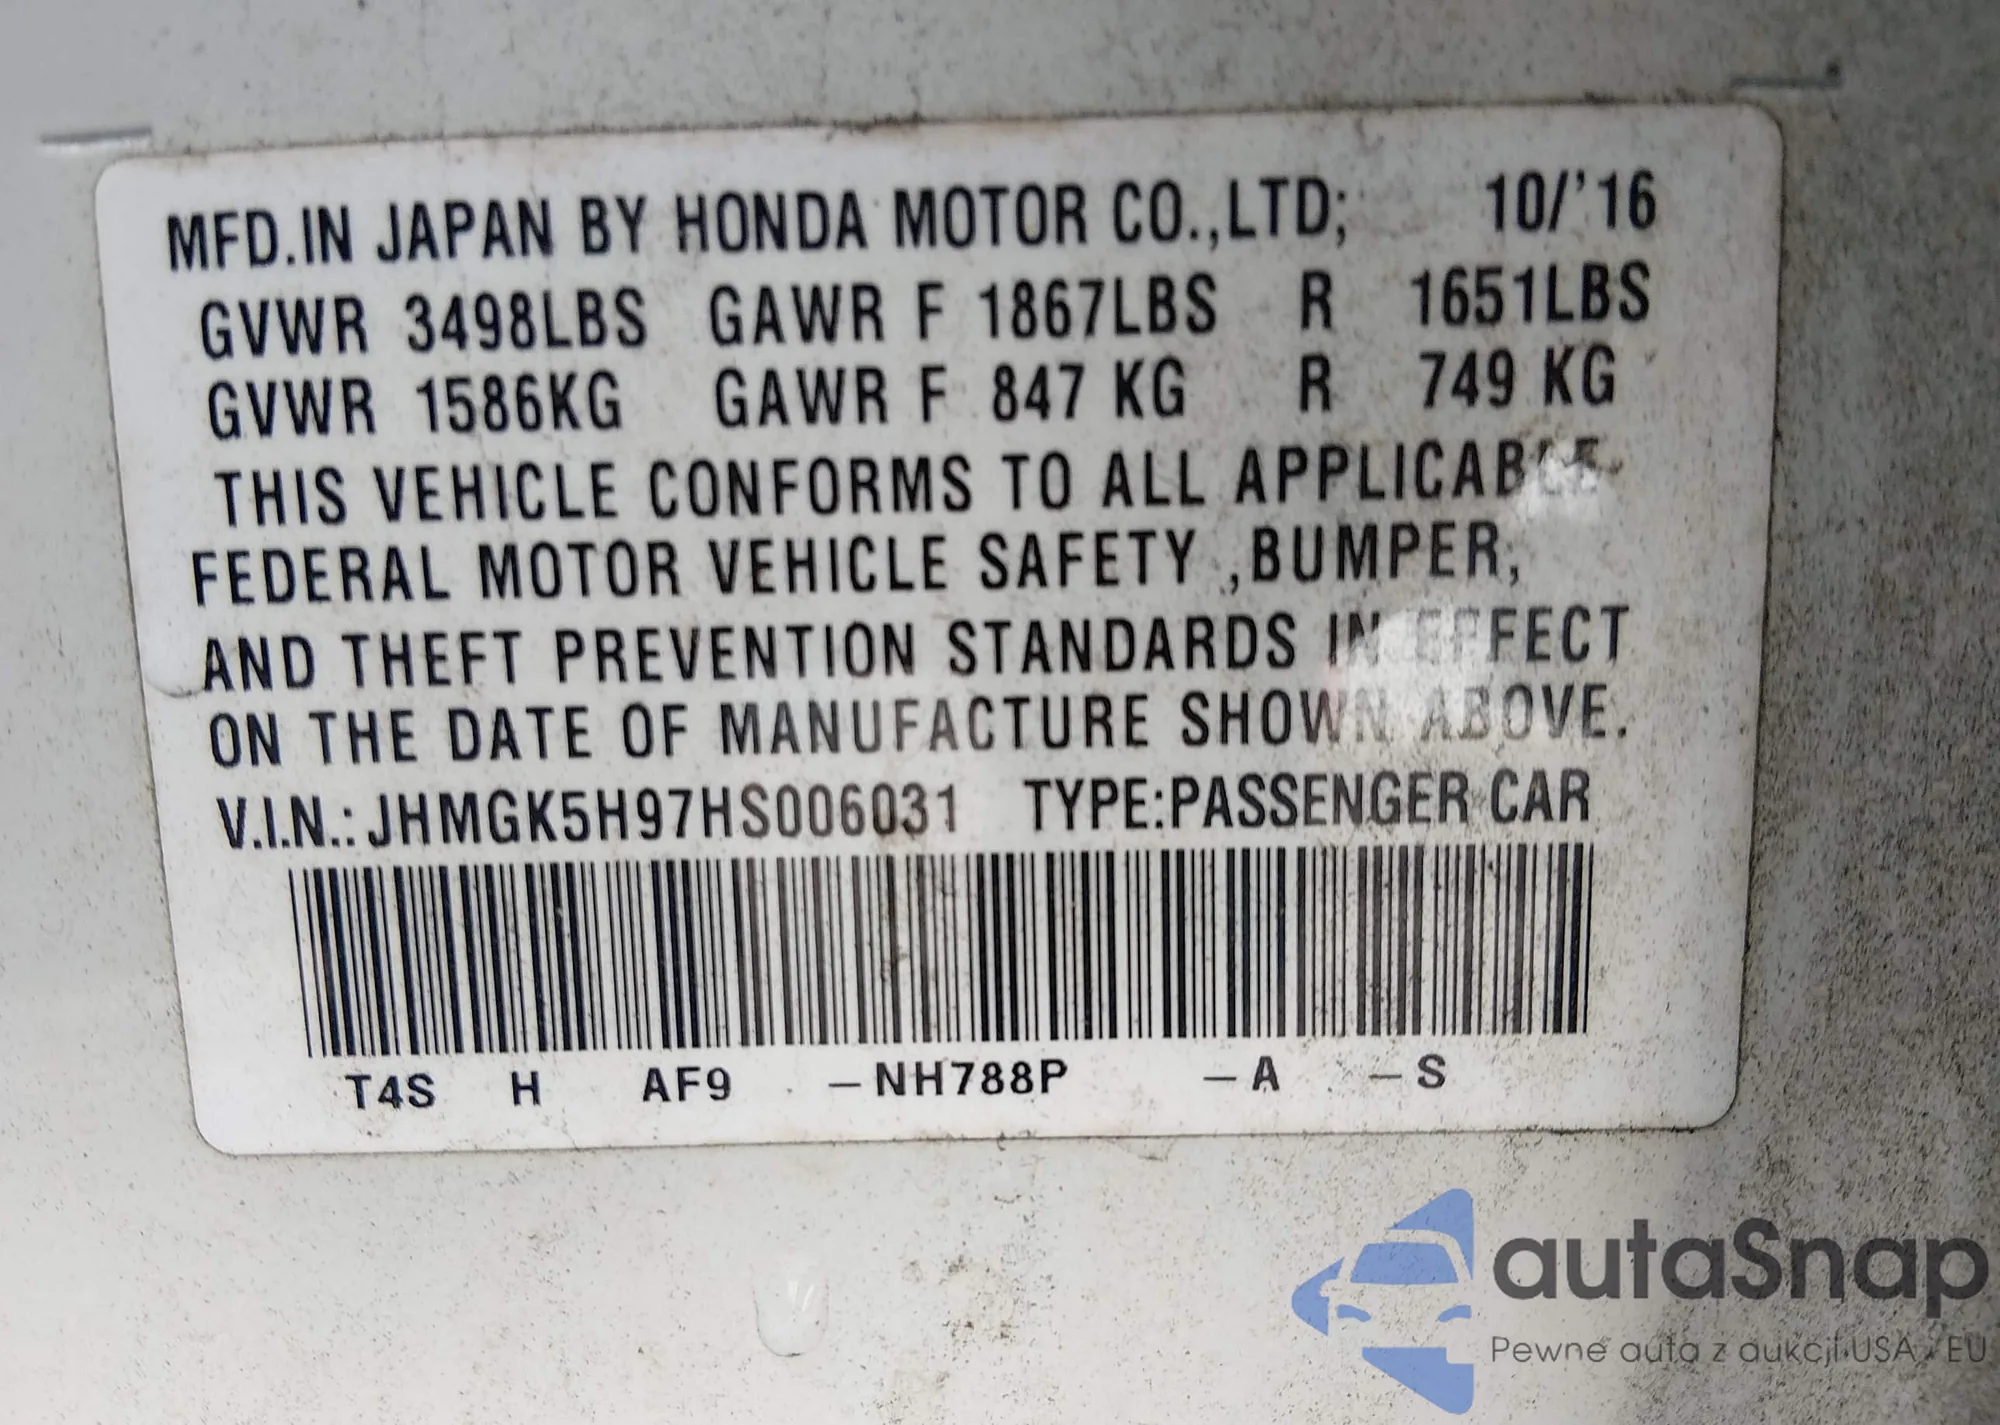 MFD.IN JAPAN BY HONDA MOTOR CO.,LTD; 10/'16
GVWR 3498LBS GAWR F 1867LBS R 1651LBS
GVWR 1586KG GAWR F 847 KG R 749 KG
THIS VEHICLE CONFORMS TO ALL APPLICABLE
FEDERAL MOTOR VEHICLE SAFETY ,BUMPER,
AND THEFT PREVENTION STANDARDS IN EFFECT
ON THE DATE OF MANUFACTURE SHOWN ABOVE.
V.I.N.: JHMGK5H97HS006031 TYPE:PASSENGER CAR
T4S H AF9 -NH788P -A -S
autaSnap
Pewne auta z aukcji USA / EU